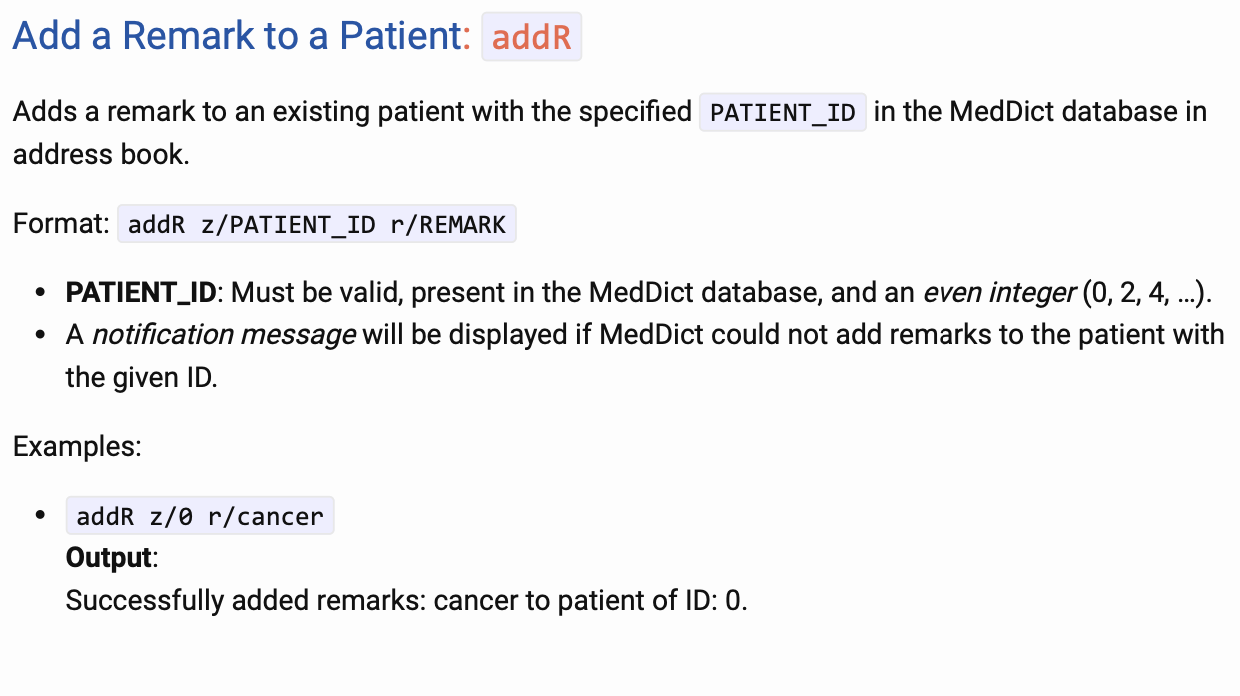 Add a Remark to a Patient: addR
Adds a remark to an existing patient with the specified PATIENT_ID in the MedDict database in
address book.
Format: addR z/PATIENT_ID r/REMARK
• PATIENT_ID: Must be valid, present in the MedDict database, and an even integer (0, 2, 4, …).
• A notification message will be displayed if MedDict could not add remarks to the patient with
the given ID.
Examples:
• addR z/0 r/cancer
Output:
Successfully added remarks: cancer to patient of ID: 0.